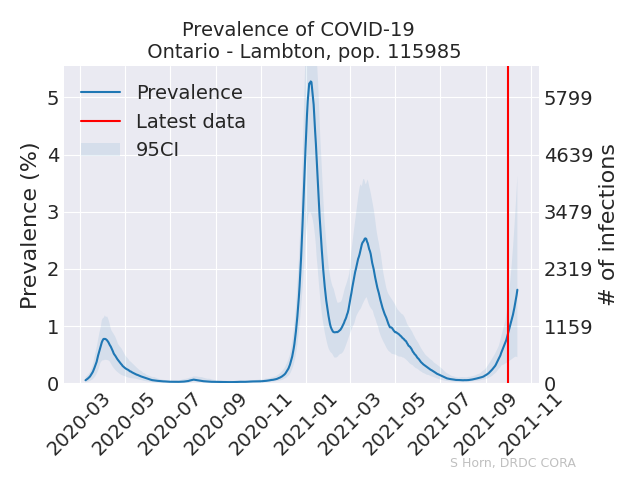 Prevalence of COVID-19
Ontario - Lambton, pop. 115985
Prevalence
Latest data
95CI
Prevalence (%)
5
4
3
2
1
0
5799
4639
3479
2319
1159
0
# of infections
2020-03
2020-05
2020-07
2020-09
2020-11
2021-01
2021-03
2021-05
2021-07
2021-09
2021-11
S Horn, DRDC CORA